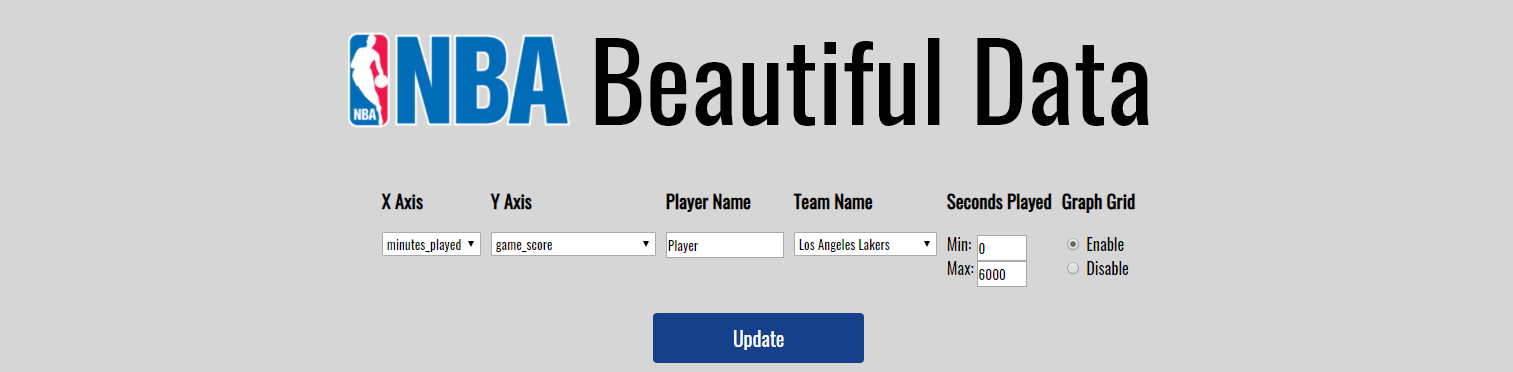 NBA NBA Beautiful Data
X Axis Y Axis Player Name Team Name Seconds Played Graph Grid
minutes_played game_score Player Los Angeles Lakers Min: 0 Enable
Max: 6000 Disable
Update